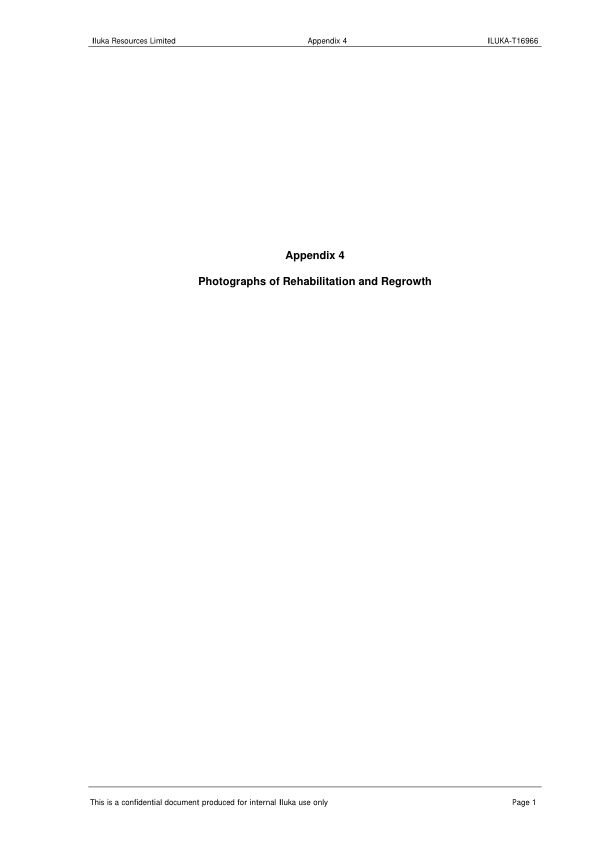 Iluka Resources Limited Appendix 4 ILUKA-T16966
Appendix 4
Photographs of Rehabilitation and Regrowth
This is a confidential document produced for internal Iluka use only Page 1